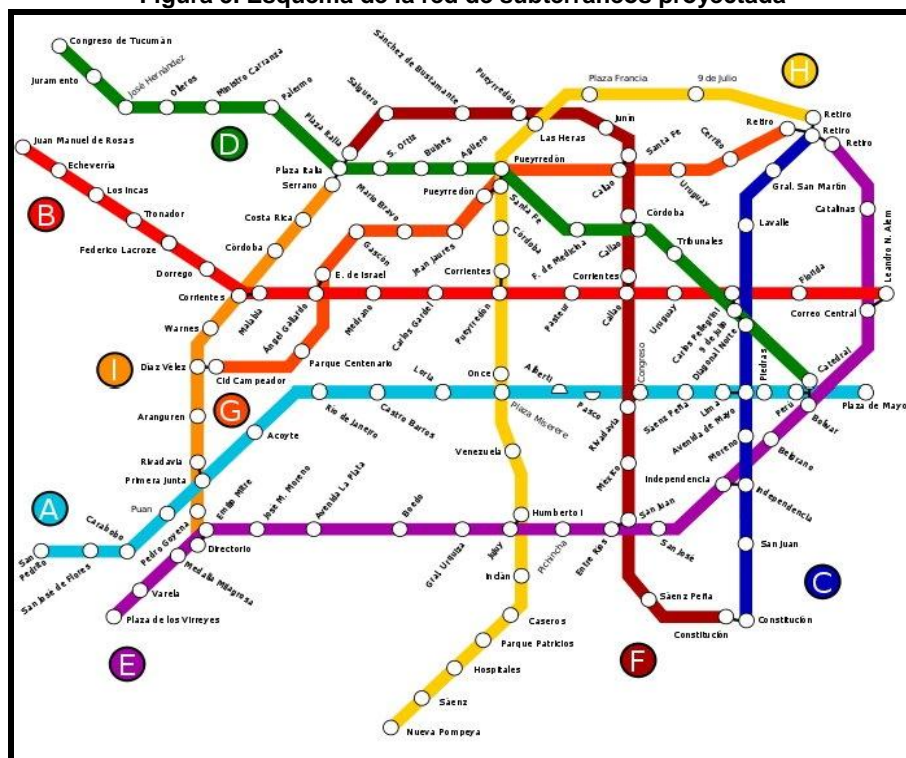 Figura 3. Esquema de la red de subterráneos proyectada
Congreso de Tucumán
Juramento
José Hernández
Olleros
Ministro Carranza
Palermo
Plaza Italia
Salguero
Sánchez de Bustamante
Pueyrredón
Las Heras
Plaza Francia
9 de Julio
H
Retiro
Retiro
Retiro
Retiro
Junín
Santa Fe
Cerrito
Uruguay
Callao
D
Plaza Italia
S. Ortiz
Bulnes
Agüero
Pueyrredón
Pueyrredón
Santa Fe
Juan Manuel de Rosas
Echeverría
Los Incas
Tronador
Federico Lacroze
Dorrego
B
Serrano
Costa Rica
Córdoba
Mario Bravo
Gascón
Jean Jaures
Córdoba
F. de Medicina
Callao
Córdoba
Tribunales
Gral. San Martín
Lavalle
Catalinas
Leandro N. Alem
Corrientes
Malabia
E. de Israel
Ángel Gallardo
Medrano
Carlos Gardel
Corrientes
Pueyrredón
Pasteur
Corrientes
Callao
Uruguay
Carlos Pellegrini
9 de Julio
Diagonal Norte
Florida
Correo Central
Warnes
Díaz Vélez
I
Cid Campeador
Parque Centenario
G
Aranguren
Rivadavia
Primera Junta
Acoyte
Río de Janeiro
Castro Barros
Loria
Once
Plaza Miserere
Alberti
Pasco
Congreso
Rivadavia
Sáenz Peña
Lima
Avenida de Mayo
Piedras
Perú
Catedral
Bolívar
Plaza de Mayo
Moreno
Belgrano
A
San Pedrito
San José de Flores
Carabobo
Puan
Pedro Goyena
Emilio Mitre
Directorio
José M. Moreno
Avenida La Plata
Boedo
Gral. Urquiza
Jujuy
Venezuela
Humberto I
Pichincha
Entre Ríos
San Juan
México
San José
Independencia
Independencia
San Juan
C
Medalla Milagrosa
Varela
Plaza de los Virreyes
E
Inclán
Caseros
Parque Patricios
Hospitales
Sáenz
Nueva Pompeya
Sáenz Peña
Constitución
Constitución
F